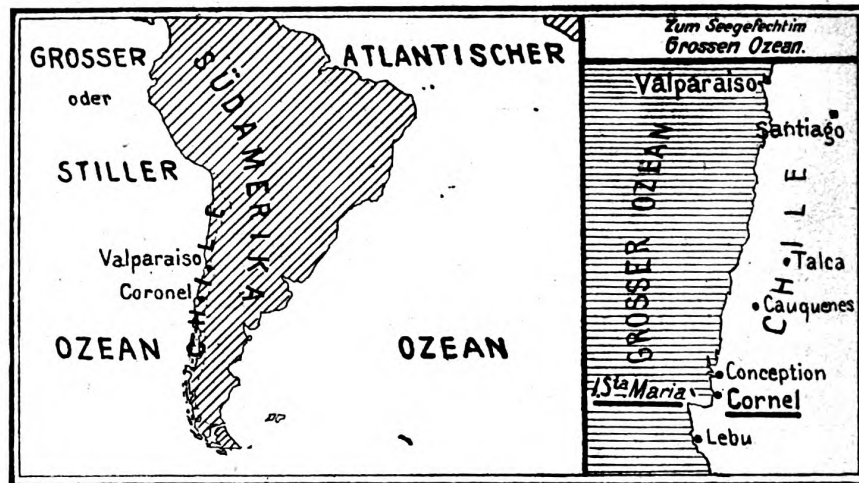 GROSSER
oder
STILLER
OZEAN
ATLANTISCHER
OZEAN
SÜDAMERIKA
CHILE
Valparaiso
Coronel
Zum Seegefecht im
Grossen Ozean.
Valparaiso
Santiago
GROSSER OZEAN
CHILE
Talca
Cauquenes
Conception
I. Sta Maria
Cornel
Lebu